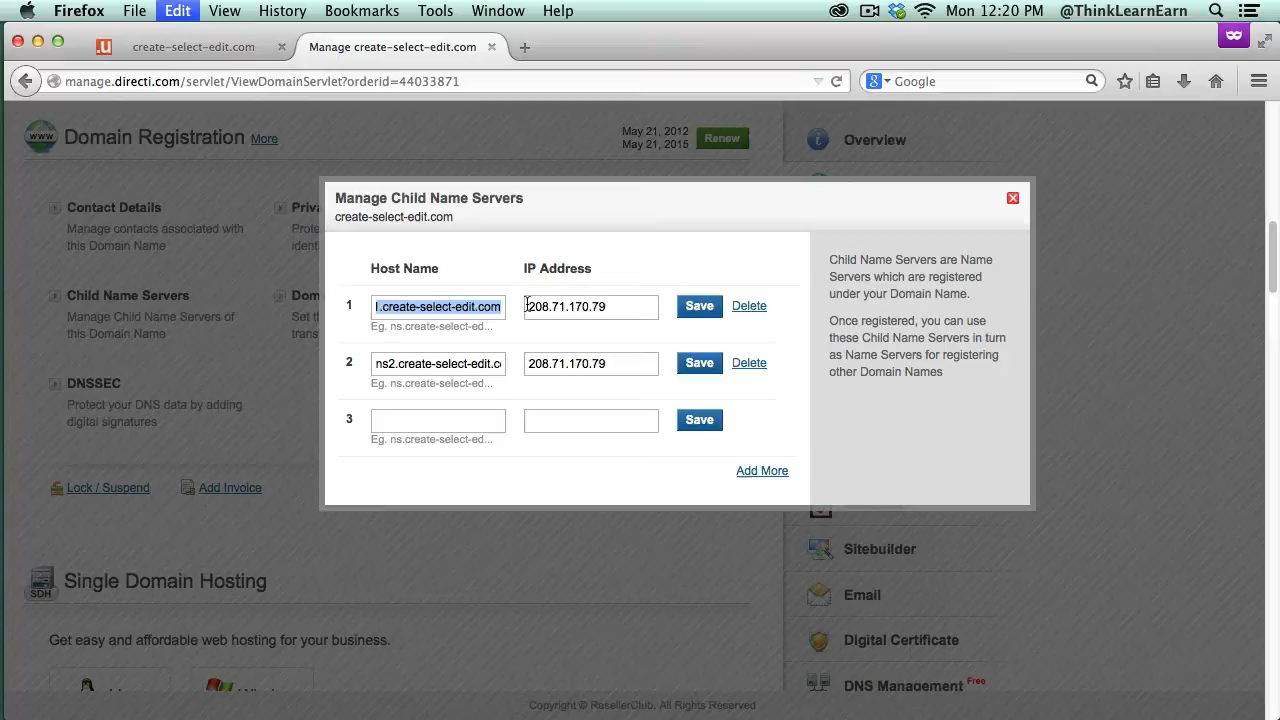 Firefox File Edit View History Bookmarks Tools Window Help Mon 12:20 PM @ThinkLearnEarn
create-select-edit.com
Manage create-select-edit.com
manage.directi.com/servlet/ViewDomainServlet?orderid=44033871
Google
Domain Registration More
May 21, 2012
May 21, 2015
Renew
Overview
Contact Details
Manage contacts associated with
this Domain Name
Child Name Servers
Manage Child Name Servers of
this Domain Name
DNSSEC
Protect your DNS data by adding
digital signatures
Lock / Suspend
Add Invoice
Manage Child Name Servers
create-select-edit.com
Host Name IP Address
1 .create-select-edit.com 208.71.170.79 Save Delete
Eg. ns.create-select-ed...
2 ns2.create-select-edit.c 208.71.170.79 Save Delete
Eg. ns.create-select-ed...
3 Save
Eg. ns.create-select-ed...
Add More
Child Name Servers are Name
Servers which are registered
under your Domain Name.
Once registered, you can use
these Child Name Servers in turn
as Name Servers for registering
other Domain Names
Single Domain Hosting
SDH
Get easy and affordable web hosting for your business.
Sitebuilder
Email
Digital Certificate
DNS Management Free
Copyright © ResellerClub. All Rights Reserved